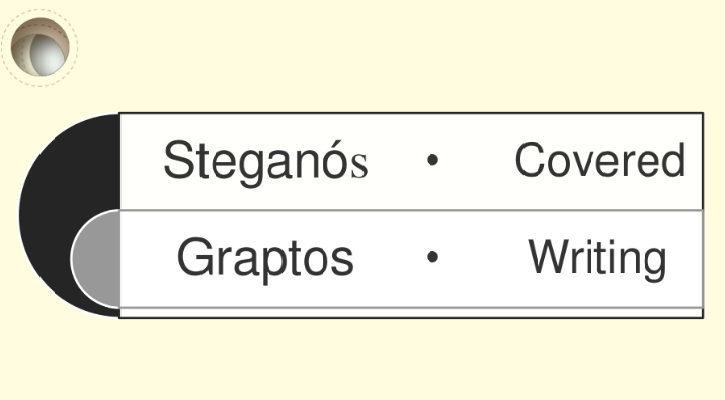 Steganós • Covered
Graptos • Writing